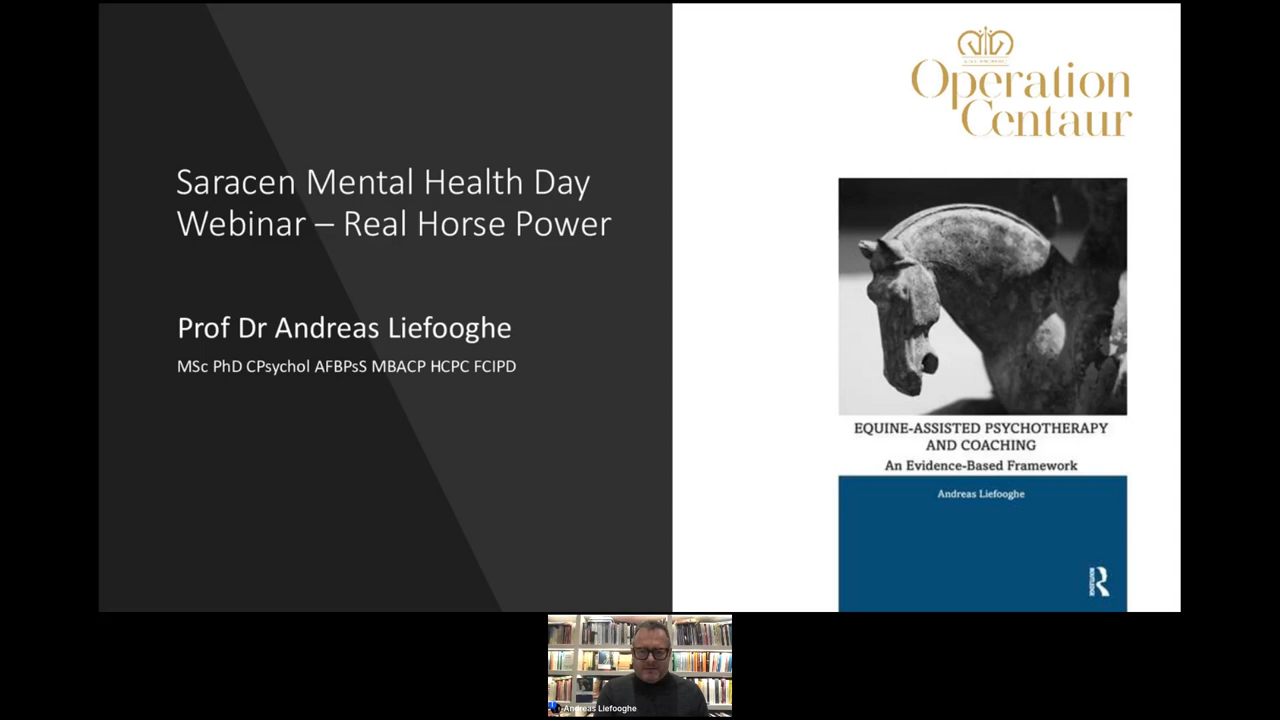 Saracen Mental Health Day
Webinar – Real Horse Power
Prof Dr Andreas Liefooghe
MSc PhD CPsychol AFBPsS MBACP HCPC FCIPD
Operation
Centaur
EQUINE-ASSISTED PSYCHOTHERAPY
AND COACHING
An Evidence-Based Framework
Andreas Liefooghe
ROUTLEDGE
Andreas Liefooghe